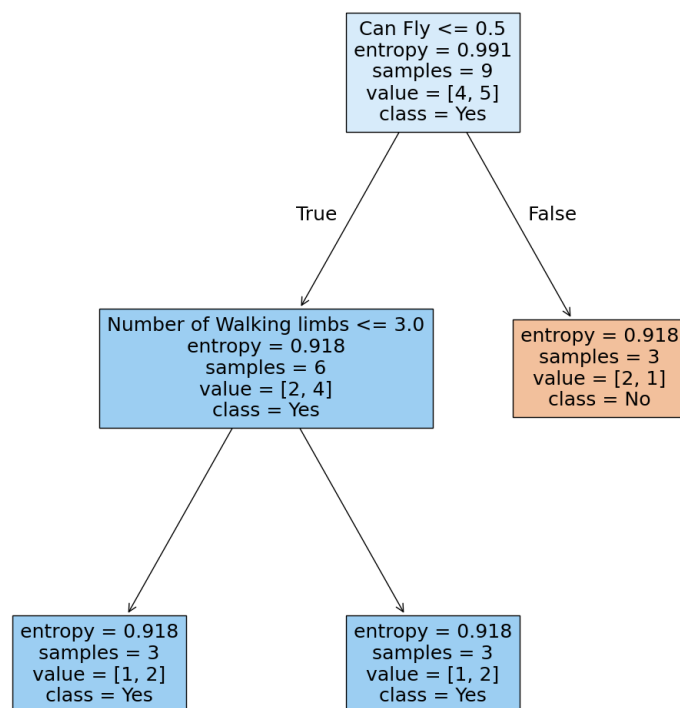 Can Fly <= 0.5
entropy = 0.991
samples = 9
value = [4, 5]
class = Yes
True
False
Number of Walking limbs <= 3.0
entropy = 0.918
samples = 6
value = [2, 4]
class = Yes
entropy = 0.918
samples = 3
value = [2, 1]
class = No
entropy = 0.918
samples = 3
value = [1, 2]
class = Yes
entropy = 0.918
samples = 3
value = [1, 2]
class = Yes